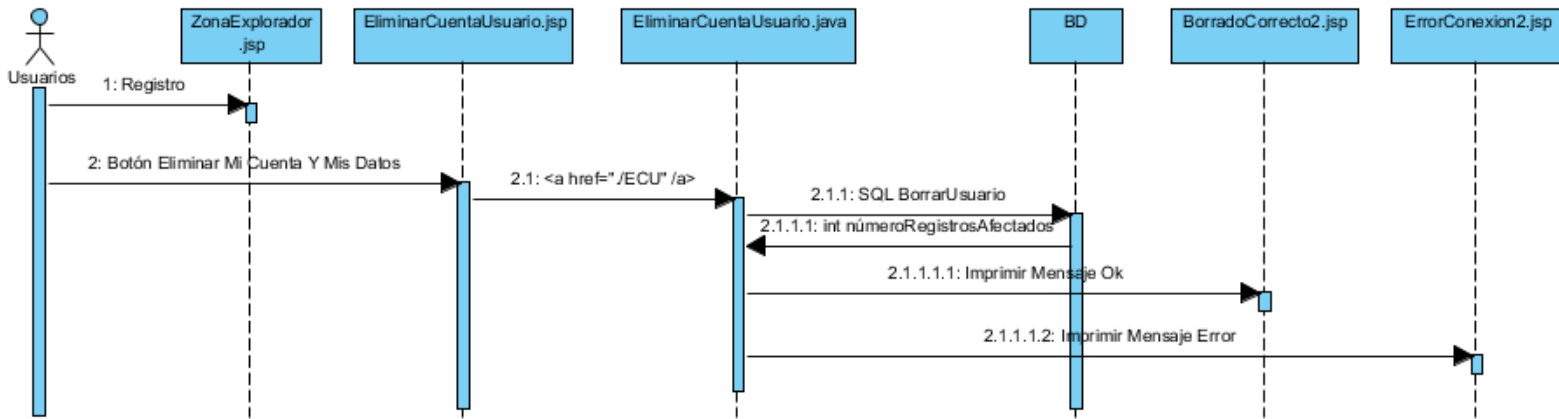 ZonaExplorador
.jsp
EliminarCuentaUsuario.jsp
EliminarCuentaUsuario.java
BD
BorradoCorrecto2.jsp
ErrorConexion2.jsp
Usuarios
1: Registro
2: Botón Eliminar Mi Cuenta Y Mis Datos
2.1: <a href="./ECU" /a>
2.1.1: SQL BorrarUsuario
2.1.1.1: int númeroRegistrosAfectados
2.1.1.1.1: Imprimir Mensaje Ok
2.1.1.1.2: Imprimir Mensaje Error